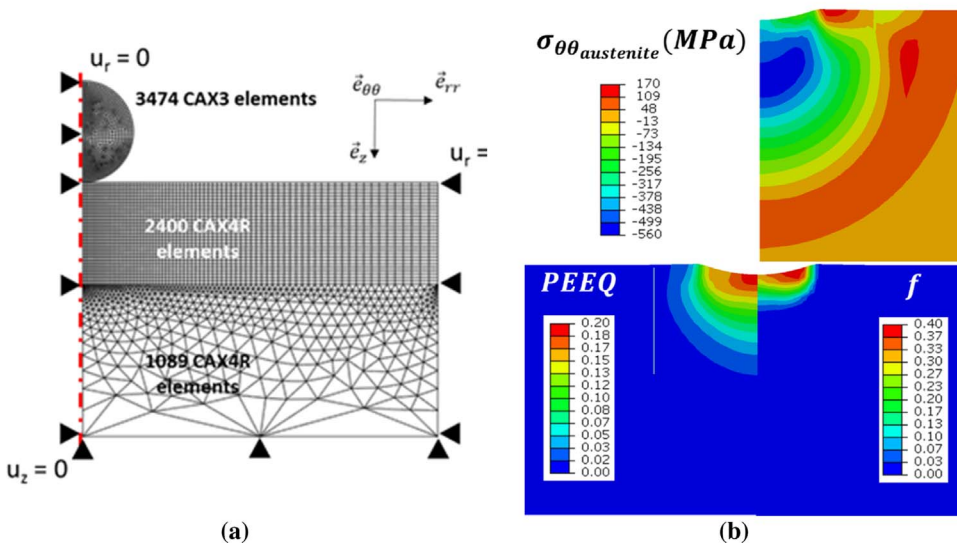 u_r = 0
3474 CAX3 elements
e⃗_θθ
e⃗_rr
e⃗_z
u_r =
2400 CAX4R
elements
1089 CAX4R
elements
u_z = 0
(a)
σ_θθ_austenite (MPa)
170
109
48
-13
-73
-134
-195
-256
-317
-378
-438
-499
-560
PEEQ
0.20
0.18
0.17
0.15
0.13
0.12
0.10
0.08
0.07
0.05
0.03
0.02
0.00
f
0.40
0.37
0.33
0.30
0.27
0.23
0.20
0.17
0.13
0.10
0.07
0.03
0.00
(b)